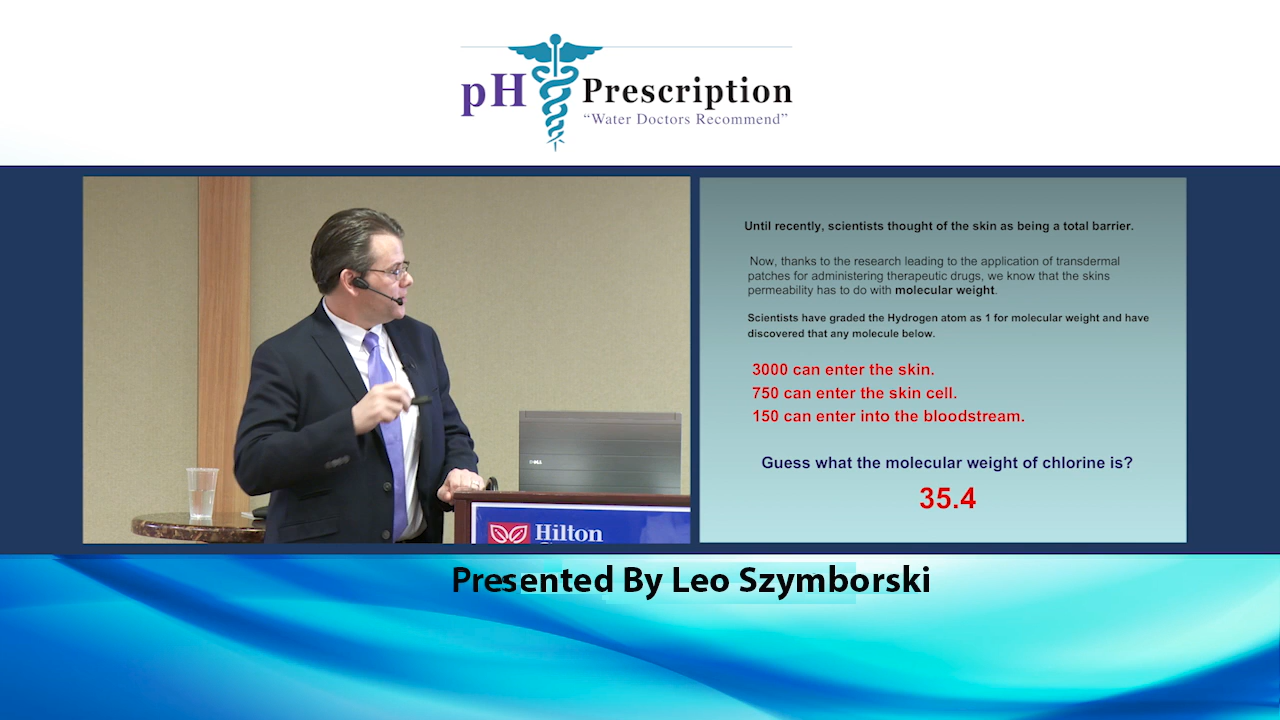 pH Prescription
“Water Doctors Recommend”
Until recently, scientists thought of the skin as being a total barrier.
Now, thanks to the research leading to the application of transdermal
patches for administering therapeutic drugs, we know that the skins
permeability has to do with molecular weight.
Scientists have graded the Hydrogen atom as 1 for molecular weight and have
discovered that any molecule below.
3000 can enter the skin.
750 can enter the skin cell.
150 can enter into the bloodstream.
Guess what the molecular weight of chlorine is?
35.4
DELL
Hilton
Presented By Leo Szymborski